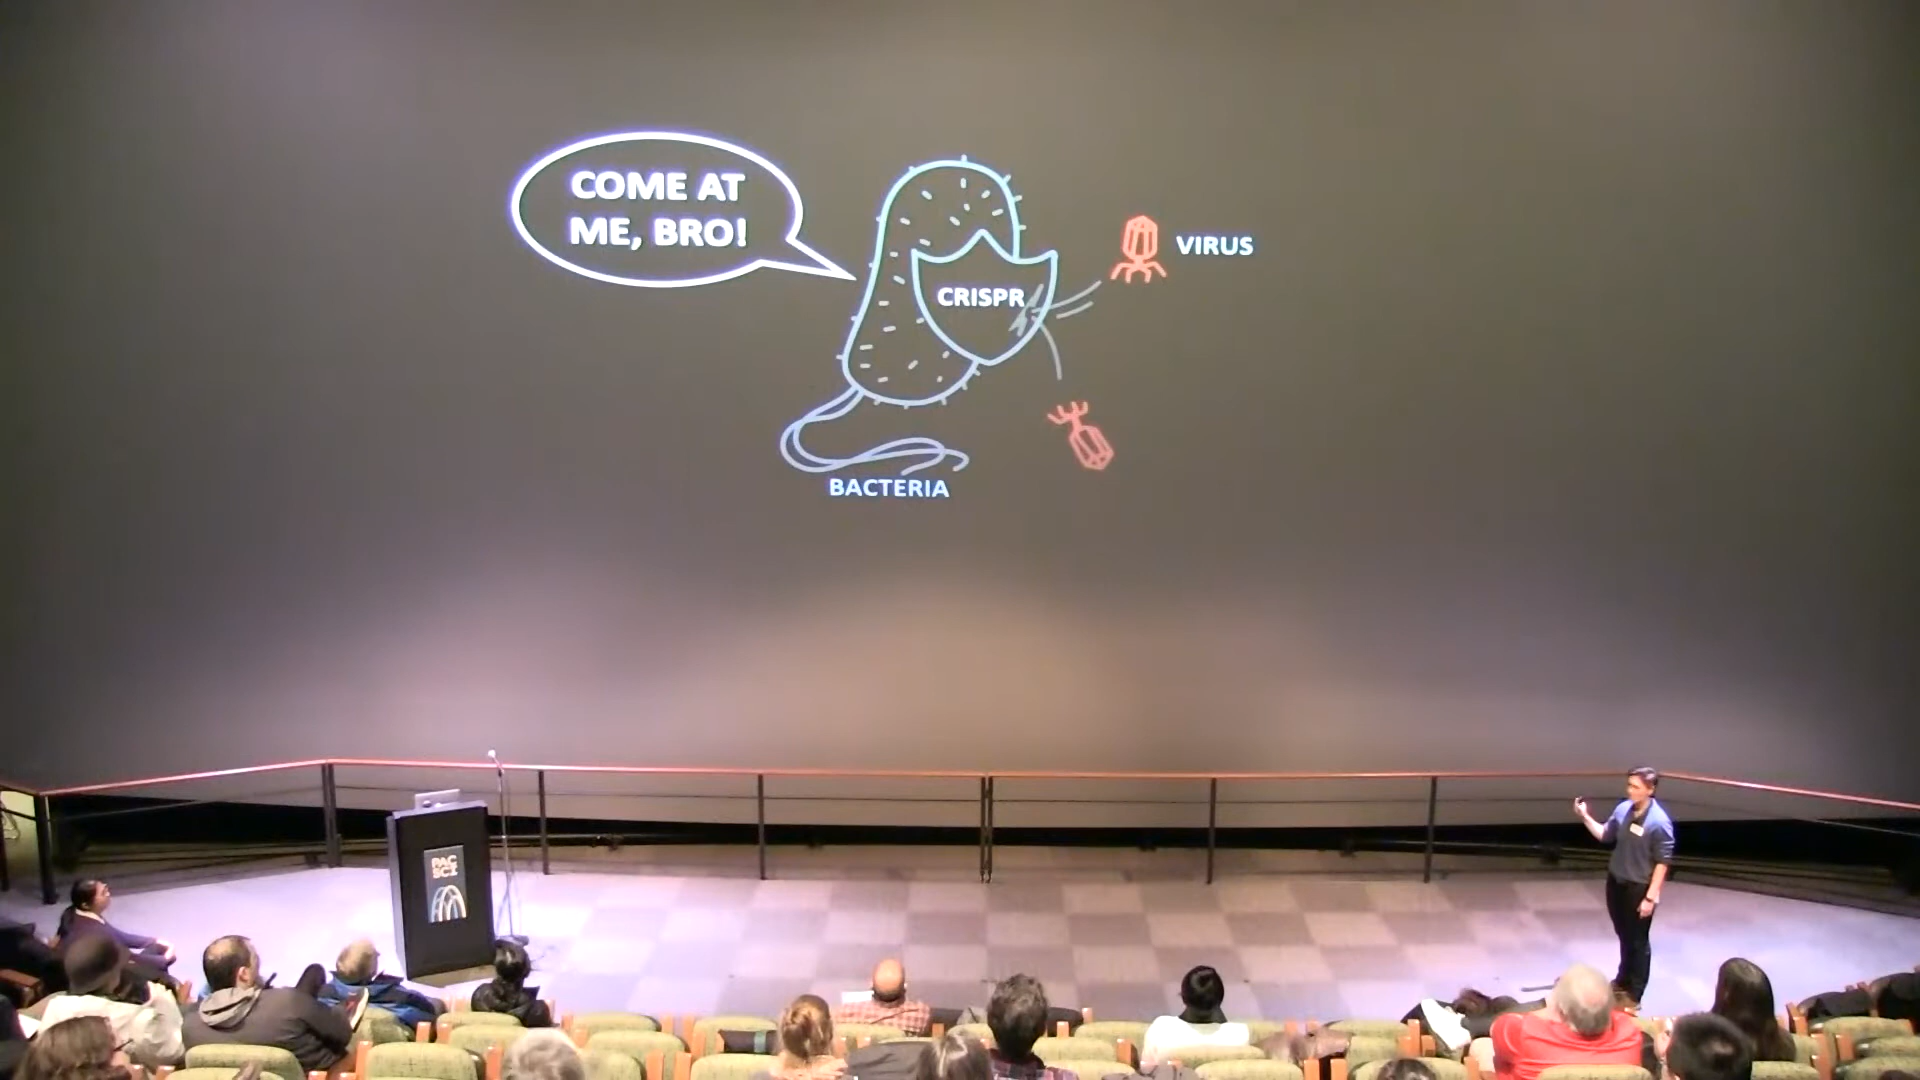 COME AT
ME, BRO!
CRISPR
VIRUS
BACTERIA
PAC
SCI